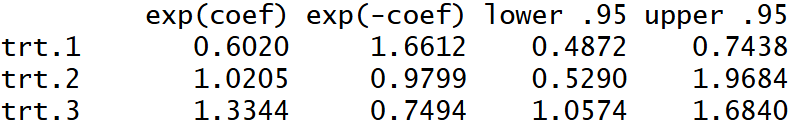 exp(coef) exp(-coef) lower .95 upper .95
trt.1 0.6020 1.6612 0.4872 0.7438
trt.2 1.0205 0.9799 0.5290 1.9684
trt.3 1.3344 0.7494 1.0574 1.6840